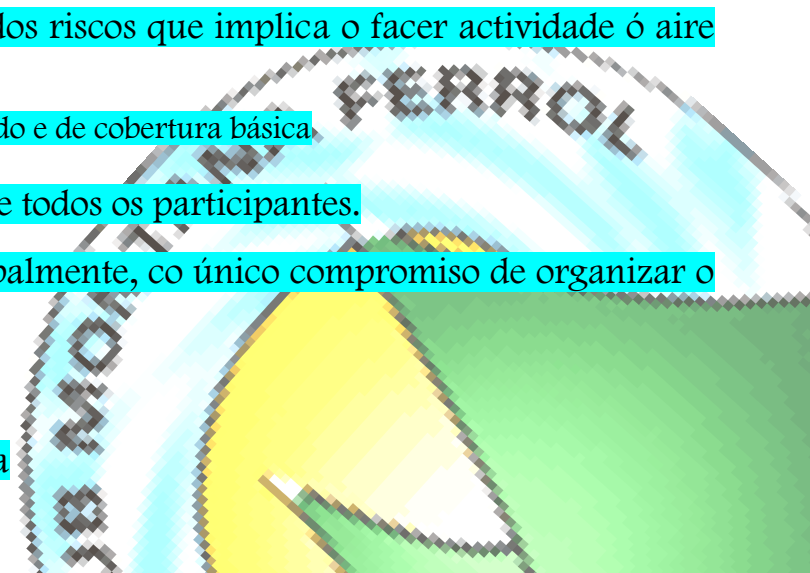 dos riscos que implica o facer actividade ó aire
FERROL
do e de cobertura básica
e todos os participantes.
palmente, co único compromiso de organizar o
a